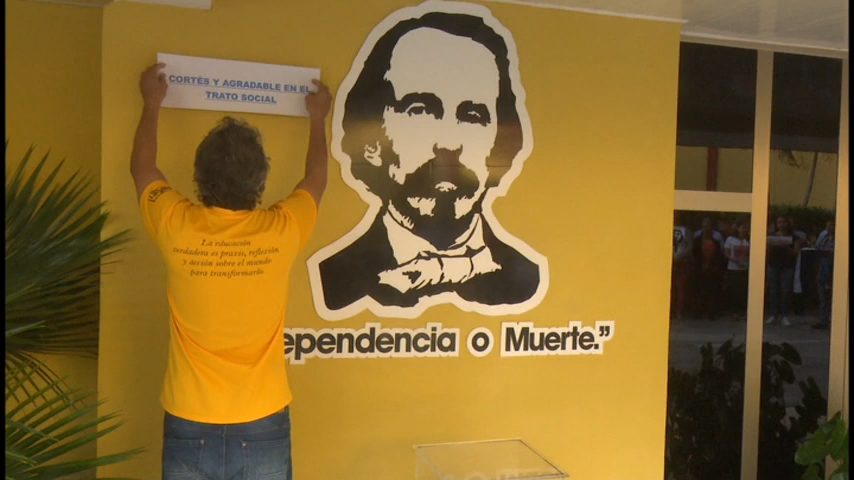 CORTÉS Y AGRADABLE EN EL
TRATO SOCIAL
La educación
verdadera es praxis, reflexión
y acción sobre el mundo
para transformarlo.
ependencia o Muerte.”